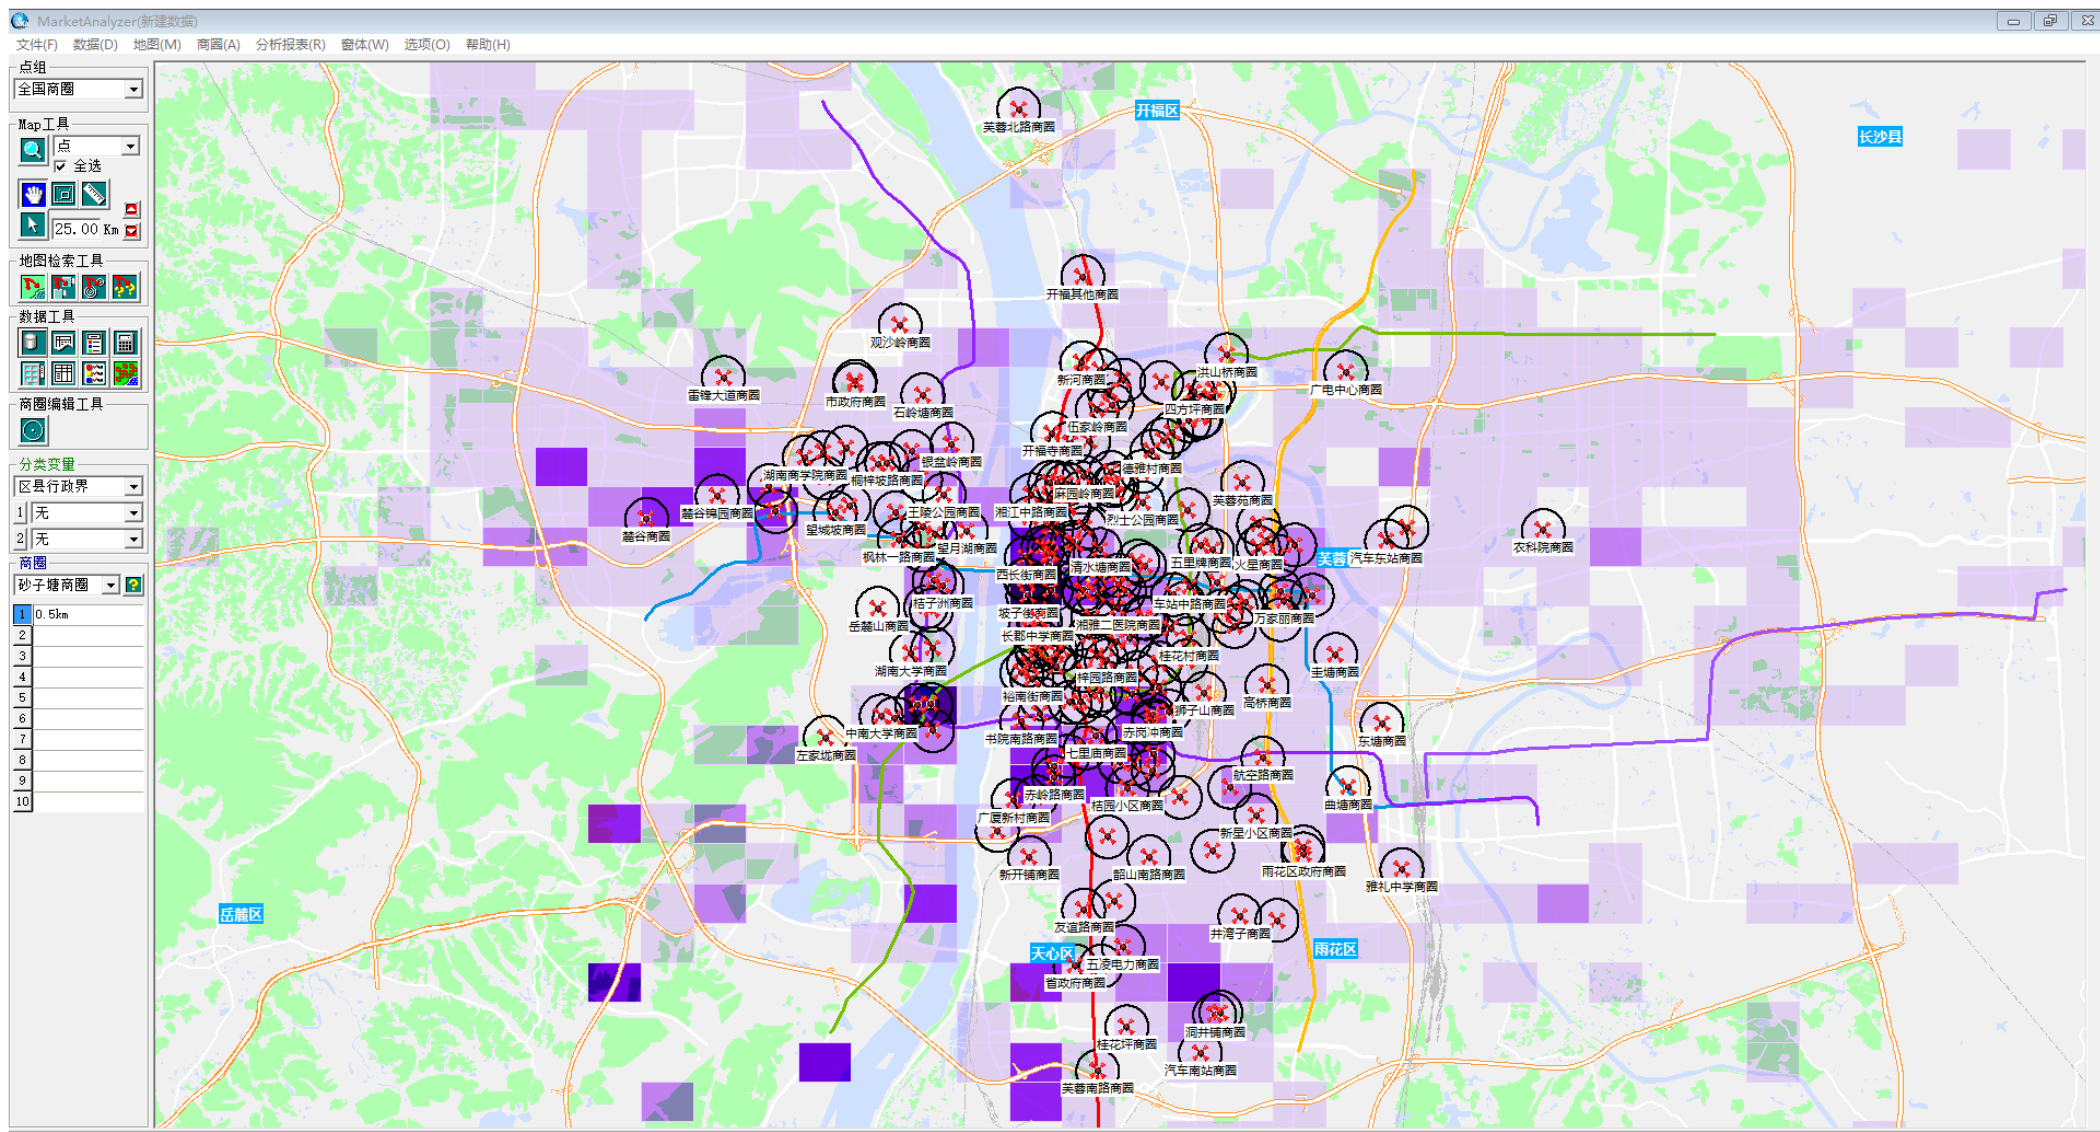 MarketAnalyzer(新建数据)
文件(F) 数据(D) 地图(M) 商圈(A) 分析报表(R) 窗体(W) 选项(O) 帮助(H)
点组
全国商圈
Map工具
点
全选
25.00 Km
地图检索工具
数据工具
商圈编辑工具
分类变量
区县行政界
1 无
2 无
商圈
砂子塘商圈
1 0.5km
2
3
4
5
6
7
8
9
10
芙蓉北路商圈
开福区
长沙县
开福其他商圈
观沙岭商圈
新河商圈
洪山桥商圈
广电中心商圈
雷锋大道商圈
市政府商圈
石岭塘商圈
四方坪商圈
伍家岭商圈
开福寺商圈
银盆岭商圈
德雅村商圈
湖南商学院商圈
桐梓坡路商圈
麻园岭商圈
芙蓉苑商圈
麓谷锦园商圈
王陵公园商圈
湘江中路商圈
烈士公园商圈
麓谷商圈
望城坡商圈
望月湖商圈
枫林一路商圈
清水塘商圈
五里牌商圈
火星商圈
芙蓉
汽车东站商圈
农科院商圈
西长街商圈
桔子洲商圈
坡子街商圈
车站中路商圈
岳麓山商圈
湘雅二医院商圈
万家丽商圈
长郡中学商圈
桂花村商圈
湖南大学商圈
梓园路商圈
圭塘商圈
裕南街商圈
狮子山商圈
高桥商圈
中南大学商圈
书院南路商圈
赤岗冲商圈
东塘商圈
左家垅商圈
七里庙商圈
航空路商圈
赤岭路商圈
桔园小区商圈
曲塘商圈
广厦新村商圈
新星小区商圈
新开铺商圈
韶山南路商圈
雨花区政府商圈
雅礼中学商圈
岳麓区
友谊路商圈
井湾子商圈
天心区
雨花区
五凌电力商圈
省政府商圈
洞井铺商圈
桂花坪商圈
汽车南站商圈
芙蓉南路商圈